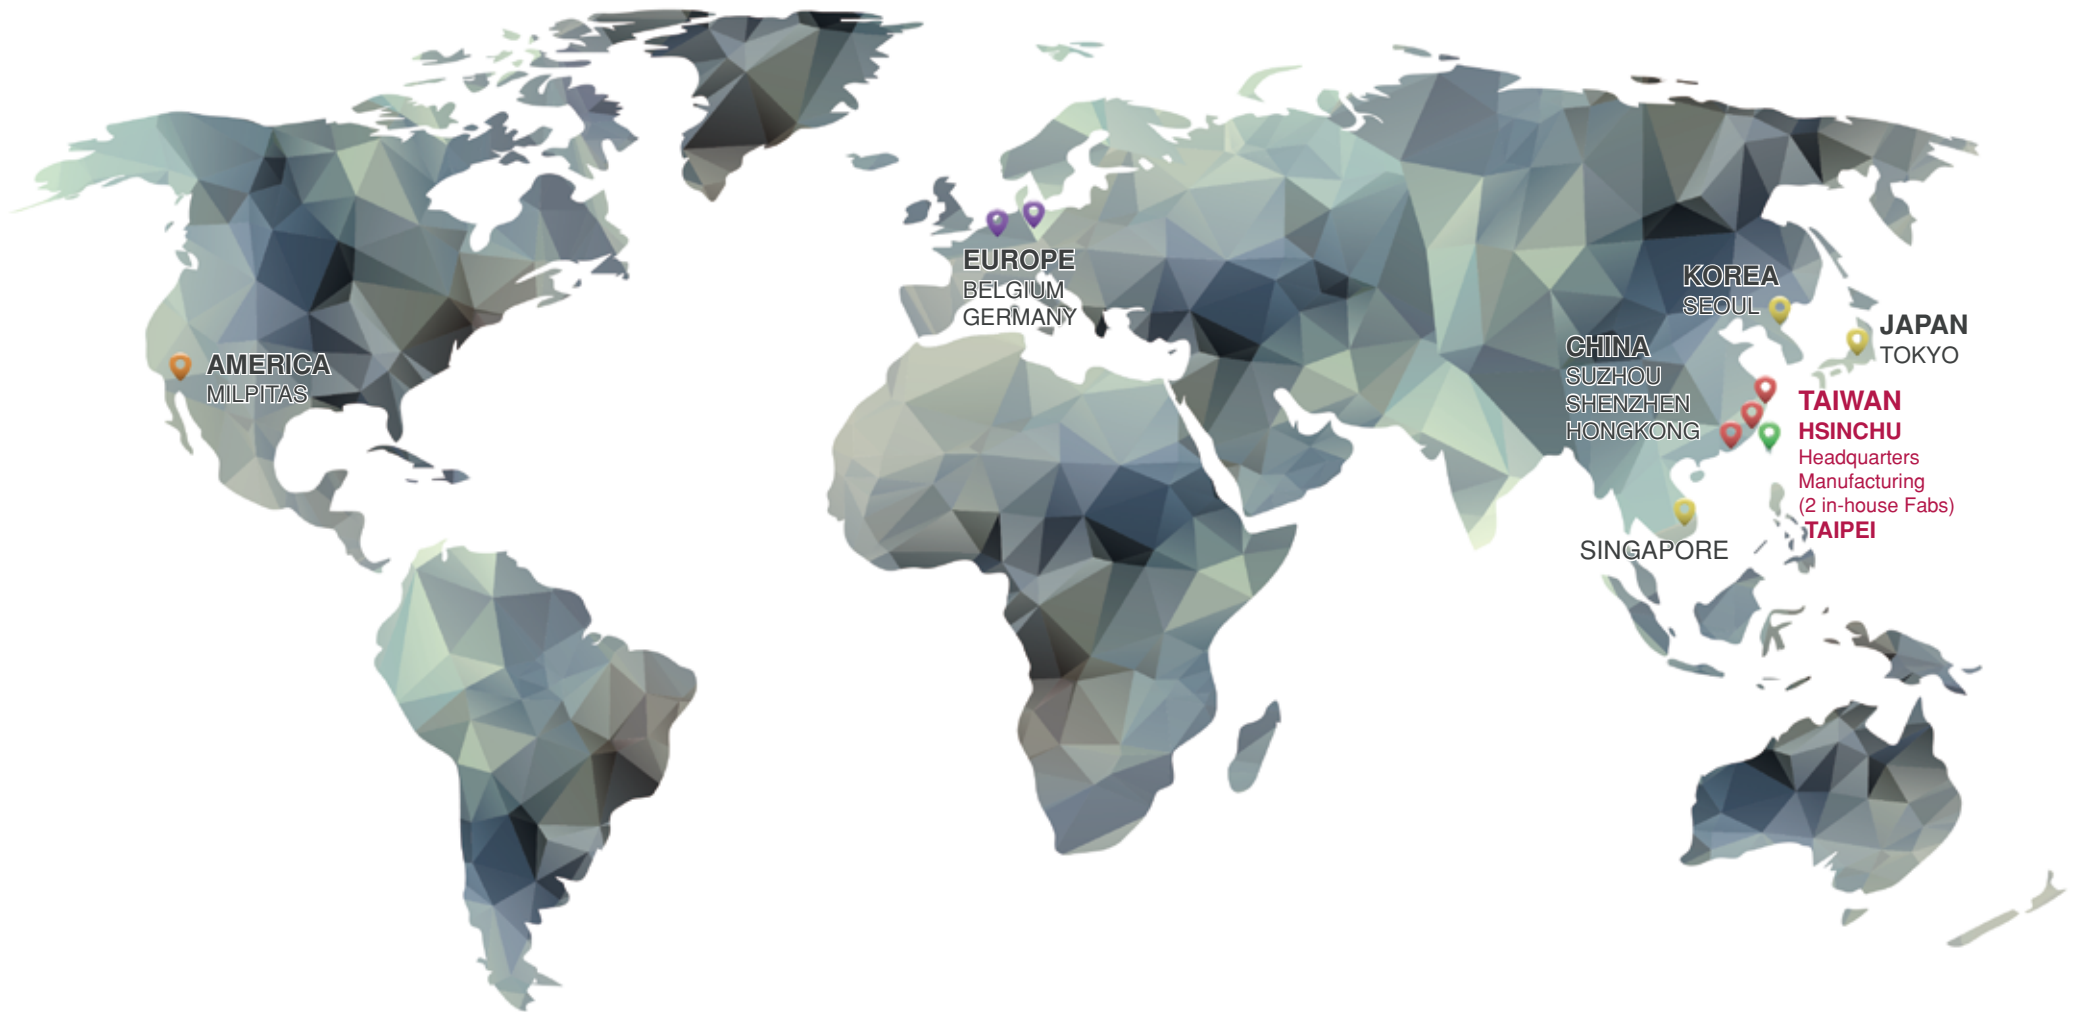 EUROPE
BELGIUM
GERMANY
AMERICA
MILPITAS
KOREA
SEOUL
JAPAN
TOKYO
CHINA
SUZHOU
SHENZHEN
HONGKONG
TAIWAN
HSINCHU
Headquarters
Manufacturing
(2 in-house Fabs)
TAIPEI
SINGAPORE